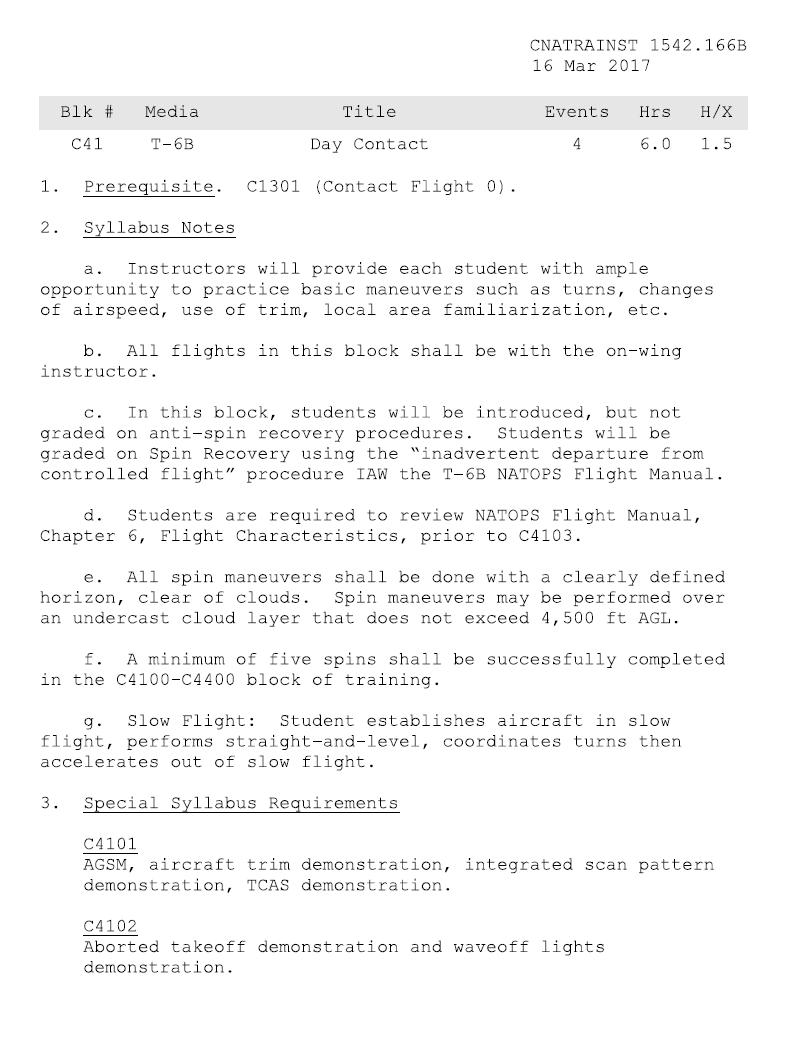 CNATRAINST 1542.166B
16 Mar 2017
Blk # Media Title Events Hrs H/X
C41 T-6B Day Contact 4 6.0 1.5
1. Prerequisite. C1301 (Contact Flight 0).
2. Syllabus Notes
a. Instructors will provide each student with ample
opportunity to practice basic maneuvers such as turns, changes
of airspeed, use of trim, local area familiarization, etc.
b. All flights in this block shall be with the on-wing
instructor.
c. In this block, students will be introduced, but not
graded on anti-spin recovery procedures. Students will be
graded on Spin Recovery using the “inadvertent departure from
controlled flight” procedure IAW the T-6B NATOPS Flight Manual.
d. Students are required to review NATOPS Flight Manual,
Chapter 6, Flight Characteristics, prior to C4103.
e. All spin maneuvers shall be done with a clearly defined
horizon, clear of clouds. Spin maneuvers may be performed over
an undercast cloud layer that does not exceed 4,500 ft AGL.
f. A minimum of five spins shall be successfully completed
in the C4100-C4400 block of training.
g. Slow Flight: Student establishes aircraft in slow
flight, performs straight-and-level, coordinates turns then
accelerates out of slow flight.
3. Special Syllabus Requirements
C4101
AGSM, aircraft trim demonstration, integrated scan pattern
demonstration, TCAS demonstration.
C4102
Aborted takeoff demonstration and waveoff lights
demonstration.